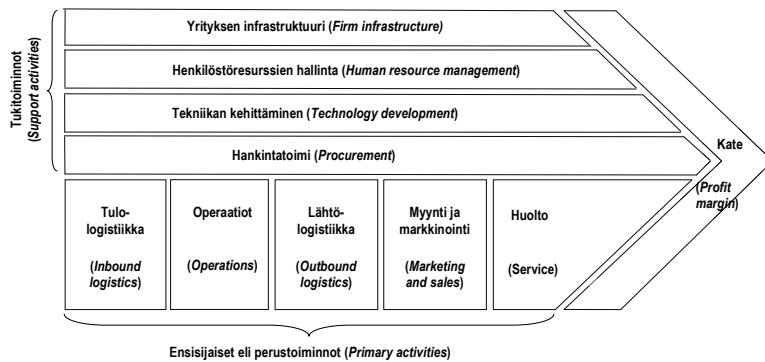 Yrityksen infrastruktuuri (Firm infrastructure)
Henkilöstöresurssien hallinta (Human resource management)
Tekniikan kehittäminen (Technology development)
Hankintatoimi (Procurement)
Tukitoiminnot
(Support activities)
Kate
(Profit
margin)
Tulo-
logistiikka
(Inbound
logistics)
Operaatiot
(Operations)
Lähtö-
logistiikka
(Outbound
logistics)
Myynti ja
markkinointi
(Marketing
and sales)
Huolto
(Service)
Ensisijaiset eli perustoiminnot (Primary activities)